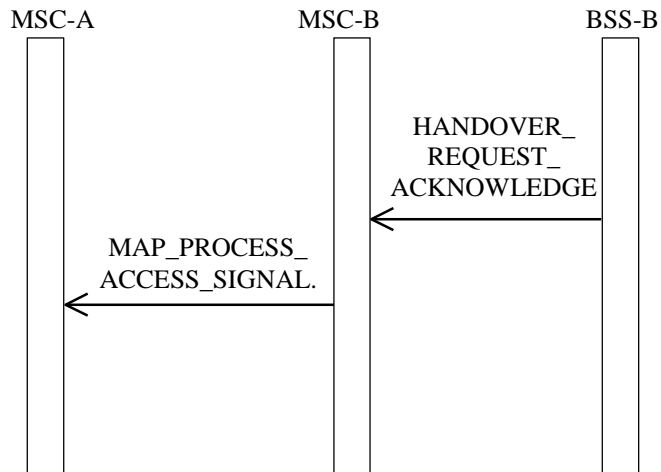 MSC-A
MSC-B
BSS-B
HANDOVER_
REQUEST_
ACKNOWLEDGE
MAP_PROCESS_
ACCESS_SIGNAL.